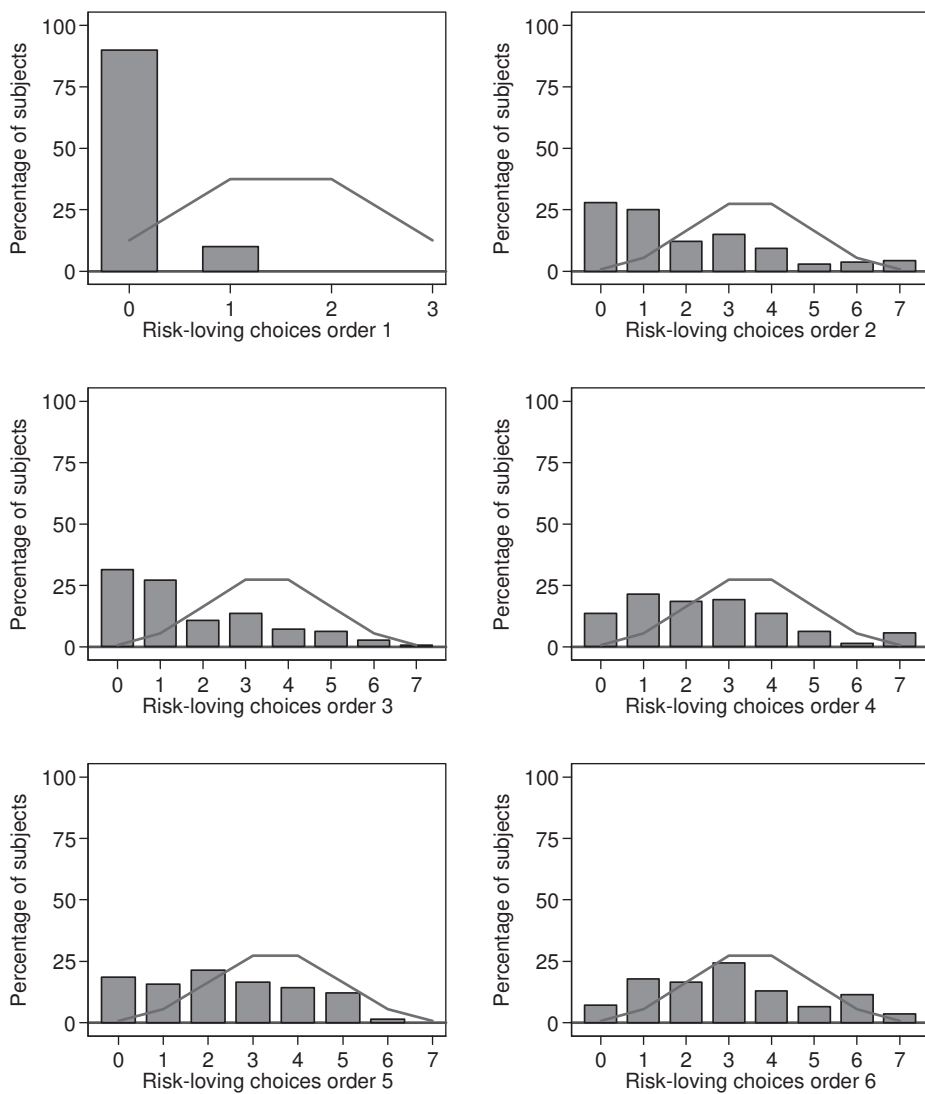 Percentage of subjects
100
75
50
25
0
0 1 2 3
Risk-loving choices order 1
Percentage of subjects
100
75
50
25
0
0 1 2 3 4 5 6 7
Risk-loving choices order 2
Percentage of subjects
100
75
50
25
0
0 1 2 3 4 5 6 7
Risk-loving choices order 3
Percentage of subjects
100
75
50
25
0
0 1 2 3 4 5 6 7
Risk-loving choices order 4
Percentage of subjects
100
75
50
25
0
0 1 2 3 4 5 6 7
Risk-loving choices order 5
Percentage of subjects
100
75
50
25
0
0 1 2 3 4 5 6 7
Risk-loving choices order 6